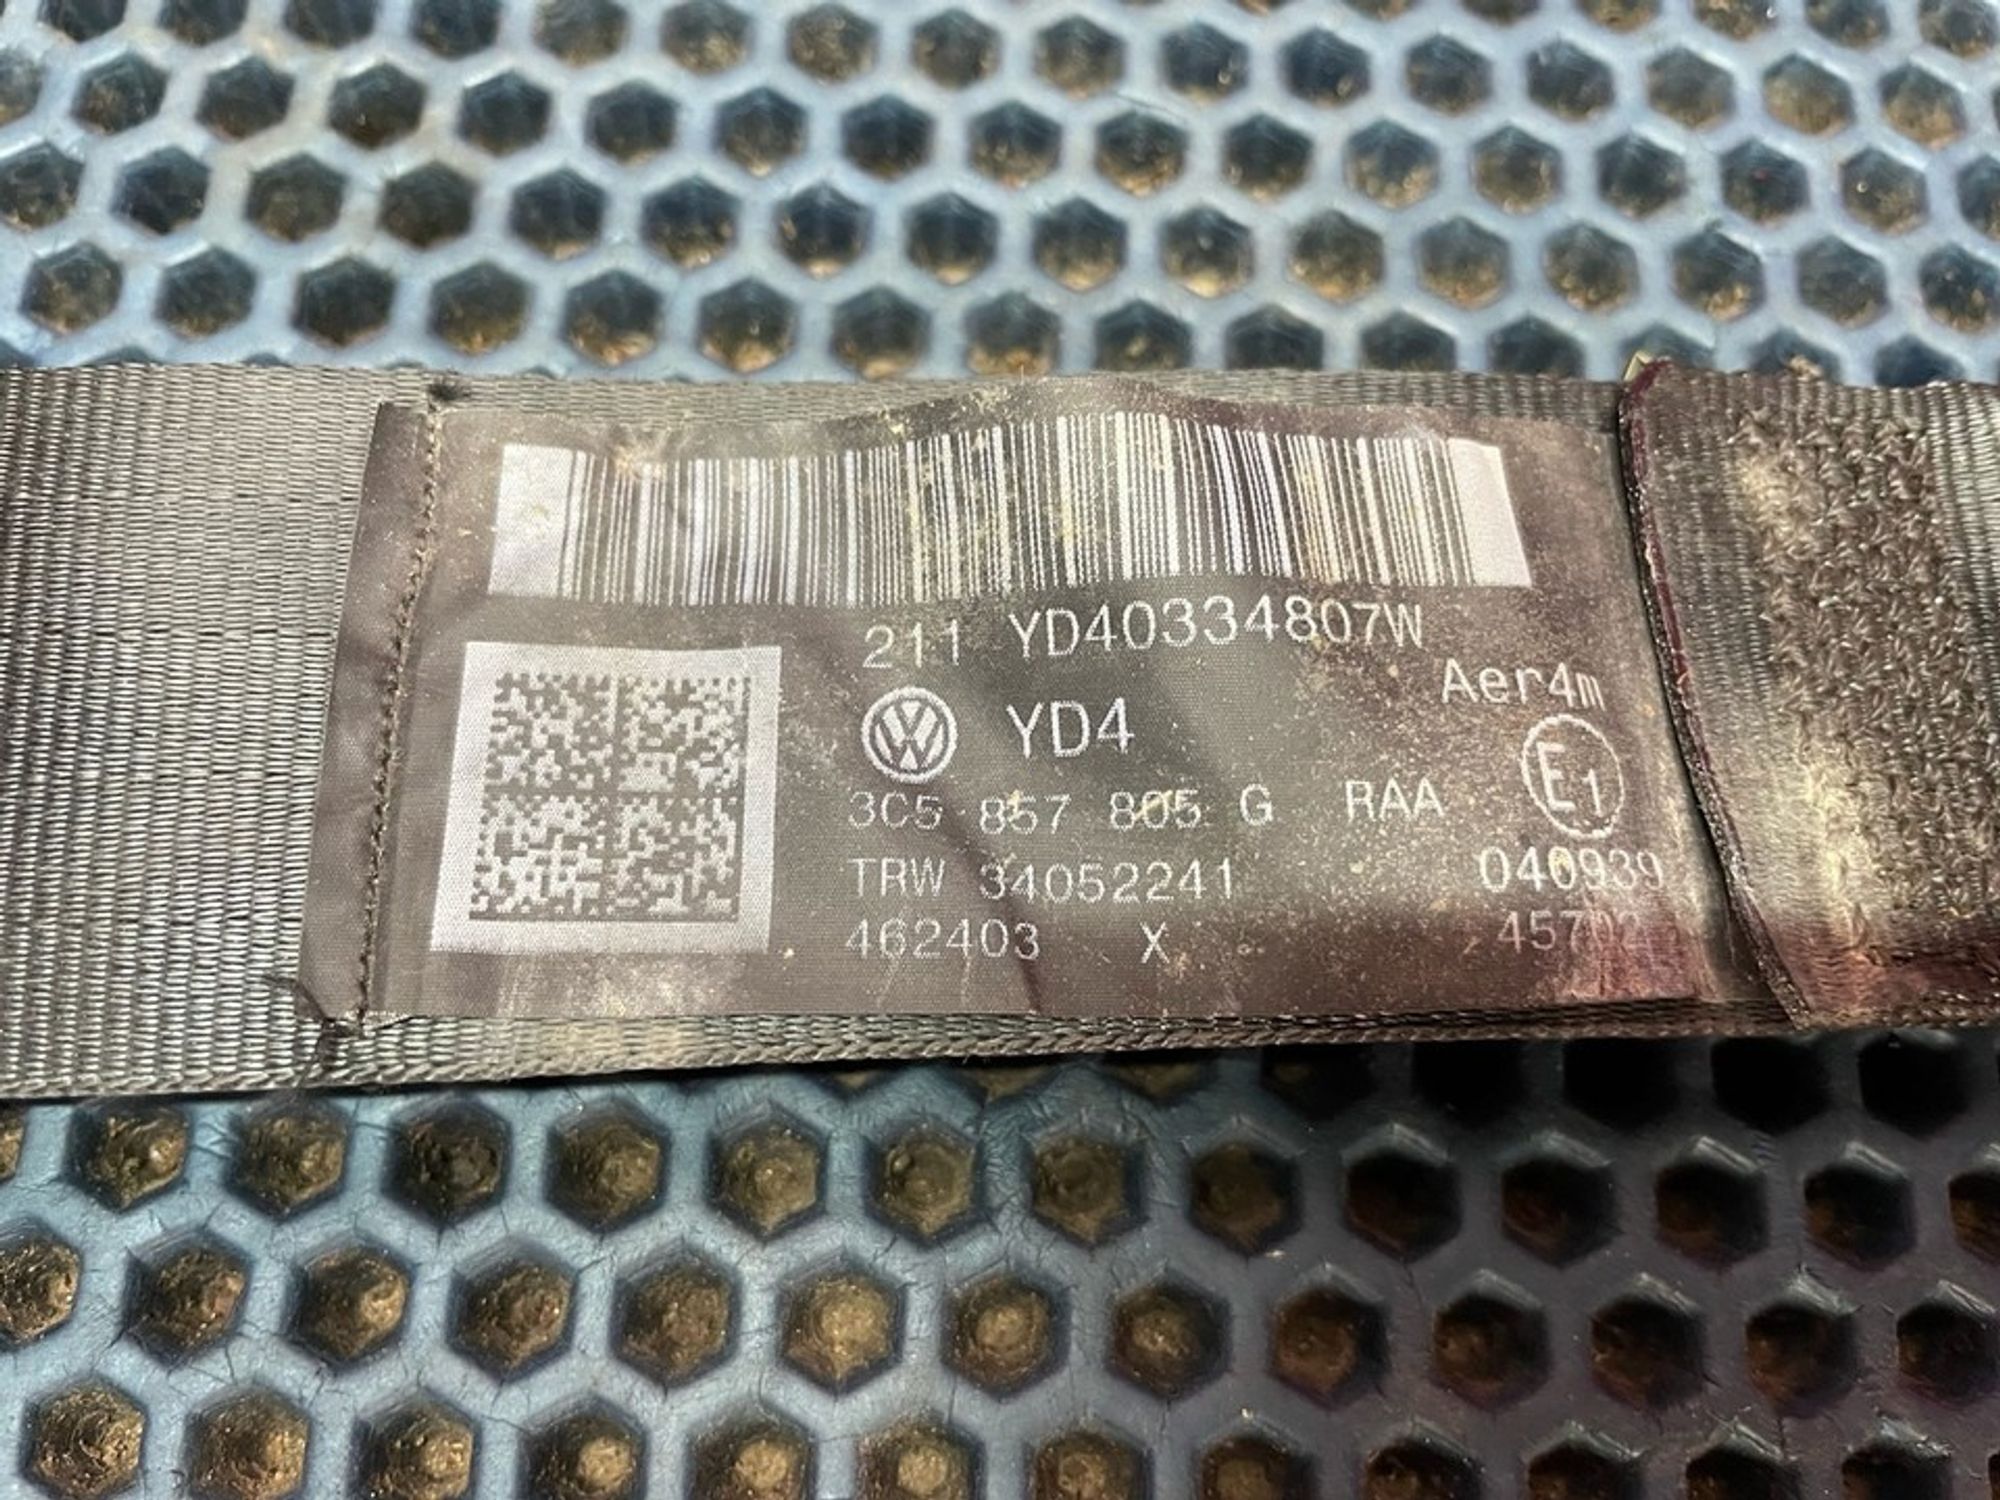 211 YD40334807W
Aer4m
YD4
E1
3C5 857 805 G RAA
TRW 34052241
040939
462403 X